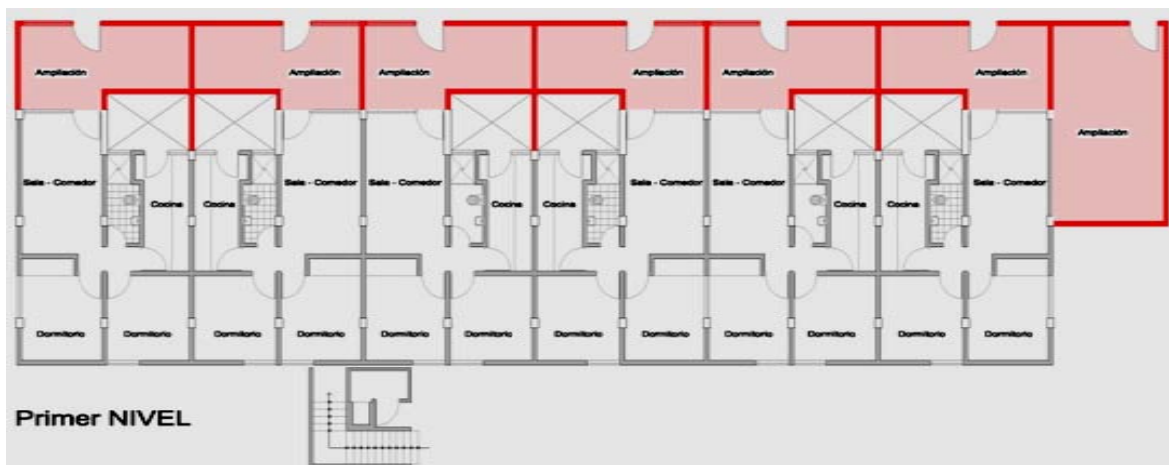 Ampliación Ampliación Ampliación Ampliación Ampliación Ampliación
Ampliación
Sala - Comedor Cocina Cocina Sala - Comedor Sala - Comedor Cocina Cocina Sala - Comedor Sala - Comedor Cocina Cocina Sala - Comedor
Dormitorio Dormitorio Dormitorio Dormitorio Dormitorio Dormitorio Dormitorio Dormitorio Dormitorio Dormitorio Dormitorio Dormitorio
Primer NIVEL